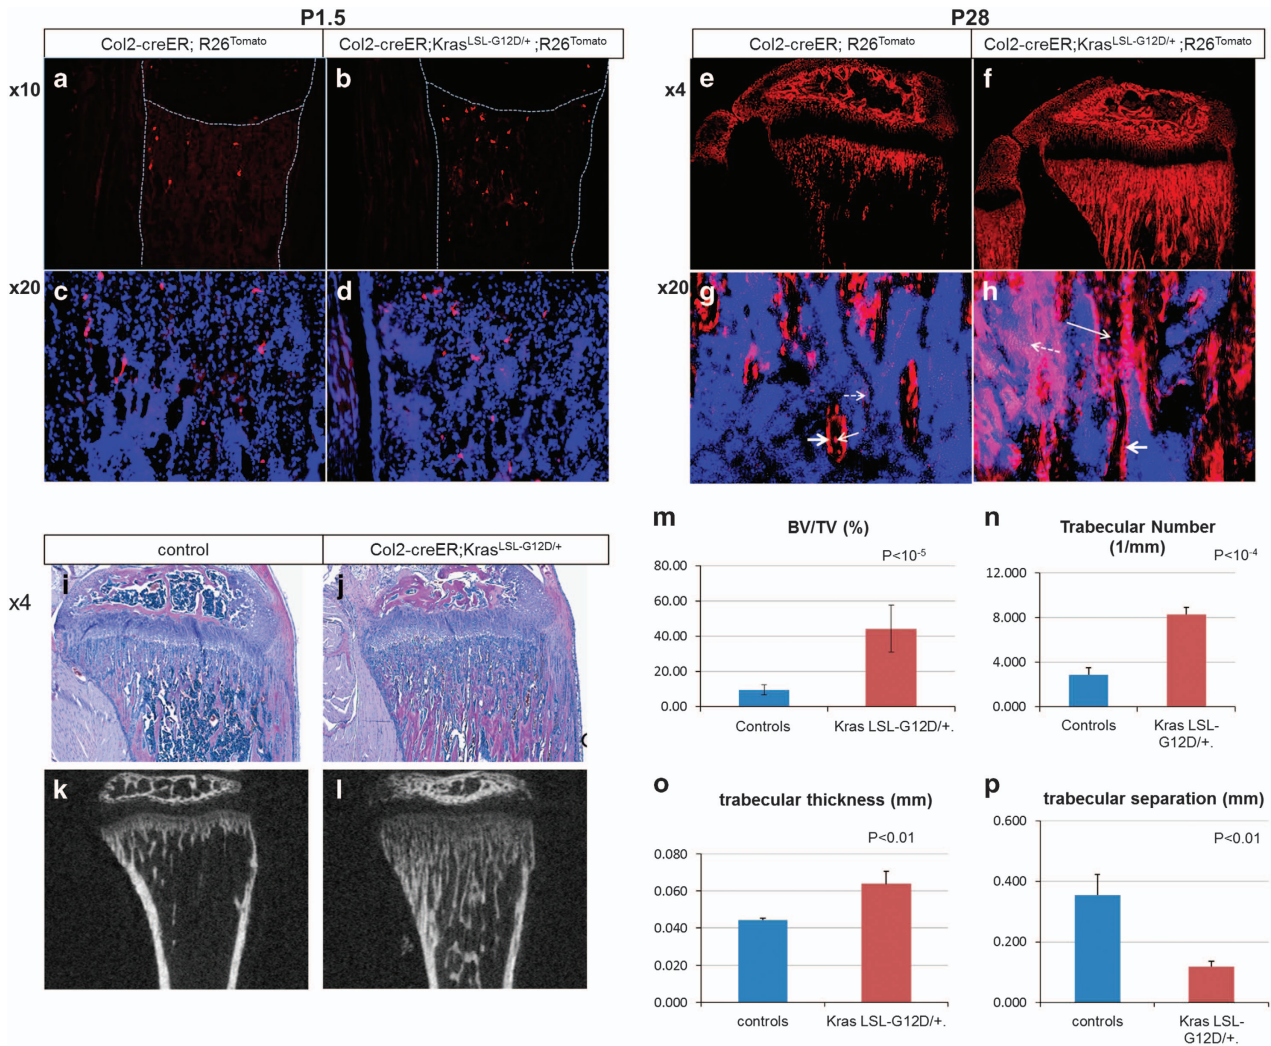 P1.5
P28
Col2-creER; R26Tomato
Col2-creER;KrasLSL-G12D/+ ;R26Tomato
Col2-creER; R26Tomato
Col2-creER;KrasLSL-G12D/+ ;R26Tomato
x10
a
b
x4
e
f
x20
c
d
x20
g
h
control
Col2-creER;KrasLSL-G12D/+
x4
i
j
k
l
m
BV/TV (%)
P<10-5
80.00
60.00
40.00
20.00
0.00
Controls
Kras LSL-G12D/+.
n
Trabecular Number
(1/mm)
P<10-4
12.000
8.000
4.000
0.000
Controls
Kras LSL-
G12D/+.
o
trabecular thickness (mm)
P<0.01
0.080
0.060
0.040
0.020
0.000
controls
Kras LSL-G12D/+.
p
trabecular separation (mm)
P<0.01
0.600
0.400
0.200
0.000
controls
Kras LSL-
G12D/+.